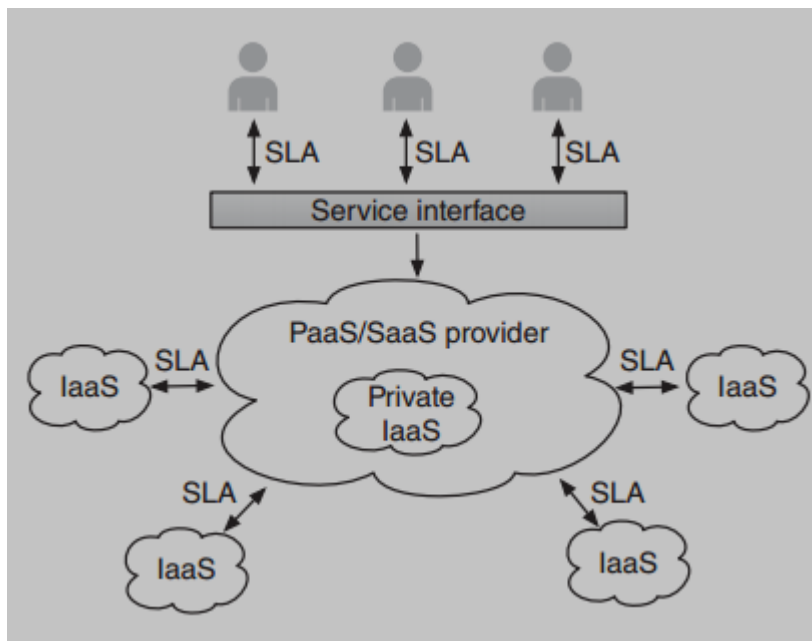 SLA
SLA
SLA
Service interface
PaaS/SaaS provider
SLA
IaaS
Private
IaaS
SLA
IaaS
SLA
IaaS
SLA
IaaS